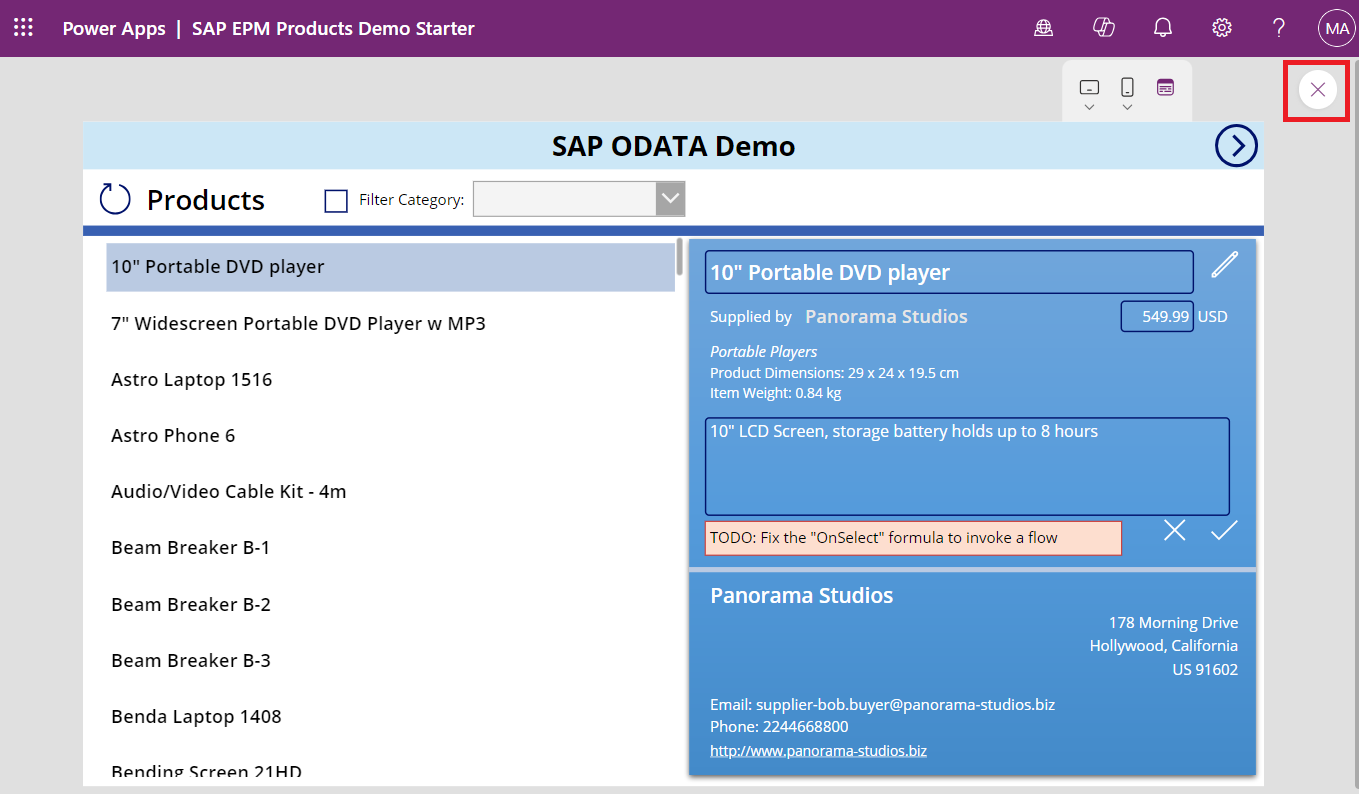 Power Apps | SAP EPM Products Demo Starter
MA
SAP ODATA Demo
Products
Filter Category:
10" Portable DVD player
7" Widescreen Portable DVD Player w MP3
Astro Laptop 1516
Astro Phone 6
Audio/Video Cable Kit - 4m
Beam Breaker B-1
Beam Breaker B-2
Beam Breaker B-3
Benda Laptop 1408
Bending Screen 21HD
10" Portable DVD player
Supplied by Panorama Studios 549.99 USD
Portable Players
Product Dimensions: 29 x 24 x 19.5 cm
Item Weight: 0.84 kg
10" LCD Screen, storage battery holds up to 8 hours
TODO: Fix the "OnSelect" formula to invoke a flow
Panorama Studios
178 Morning Drive
Hollywood, California
US 91602
Email: supplier-bob.buyer@panorama-studios.biz
Phone: 2244668800
http://www.panorama-studios.biz